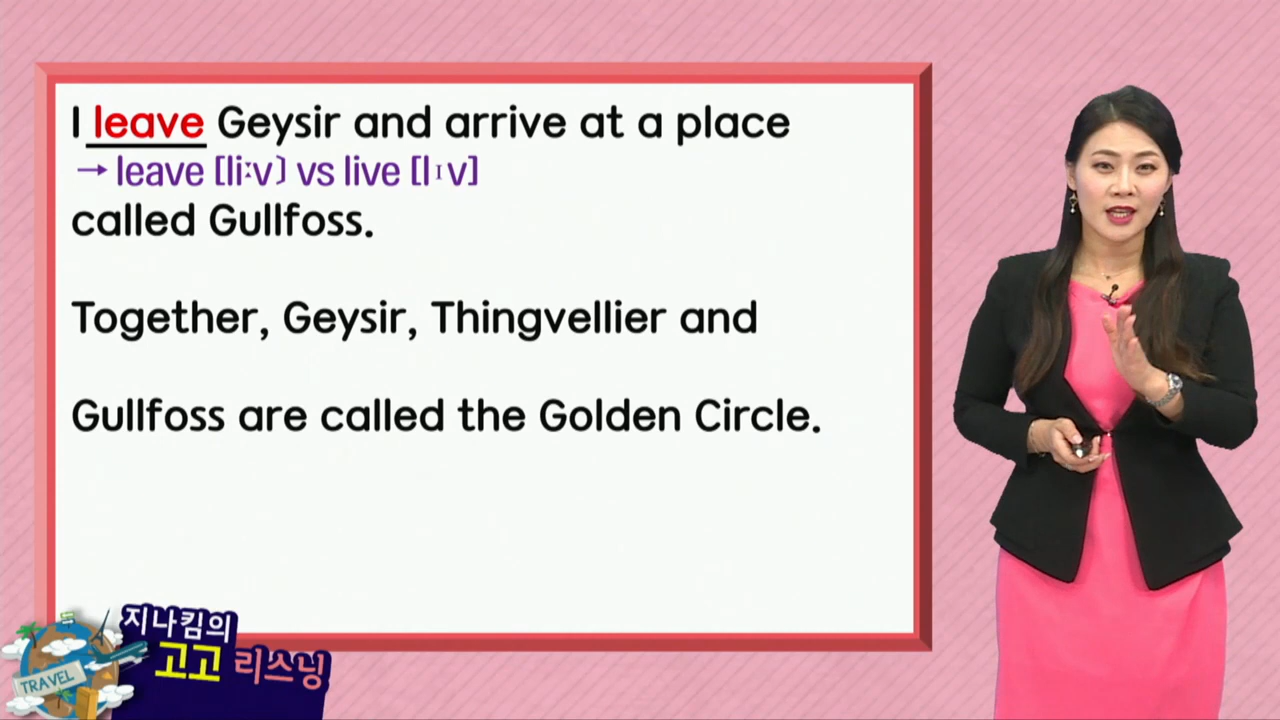 I leave Geysir and arrive at a place
→ leave [liːv] vs live [lɪv]
called Gullfoss.
Together, Geysir, Thingvellier and
Gullfoss are called the Golden Circle.
지나킴의
고고 리스닝
TRAVEL